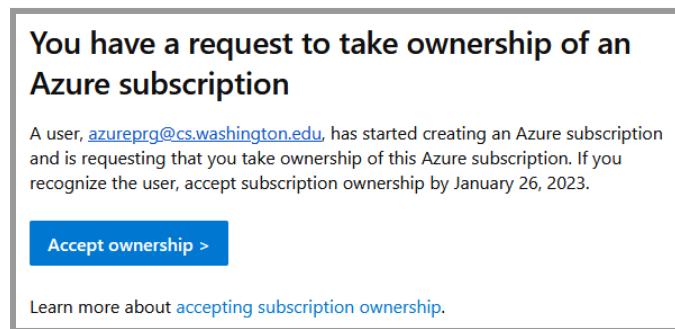 You have a request to take ownership of an
Azure subscription
A user, azureprg@cs.washington.edu, has started creating an Azure subscription
and is requesting that you take ownership of this Azure subscription. If you
recognize the user, accept subscription ownership by January 26, 2023.
Accept ownership >
Learn more about accepting subscription ownership.